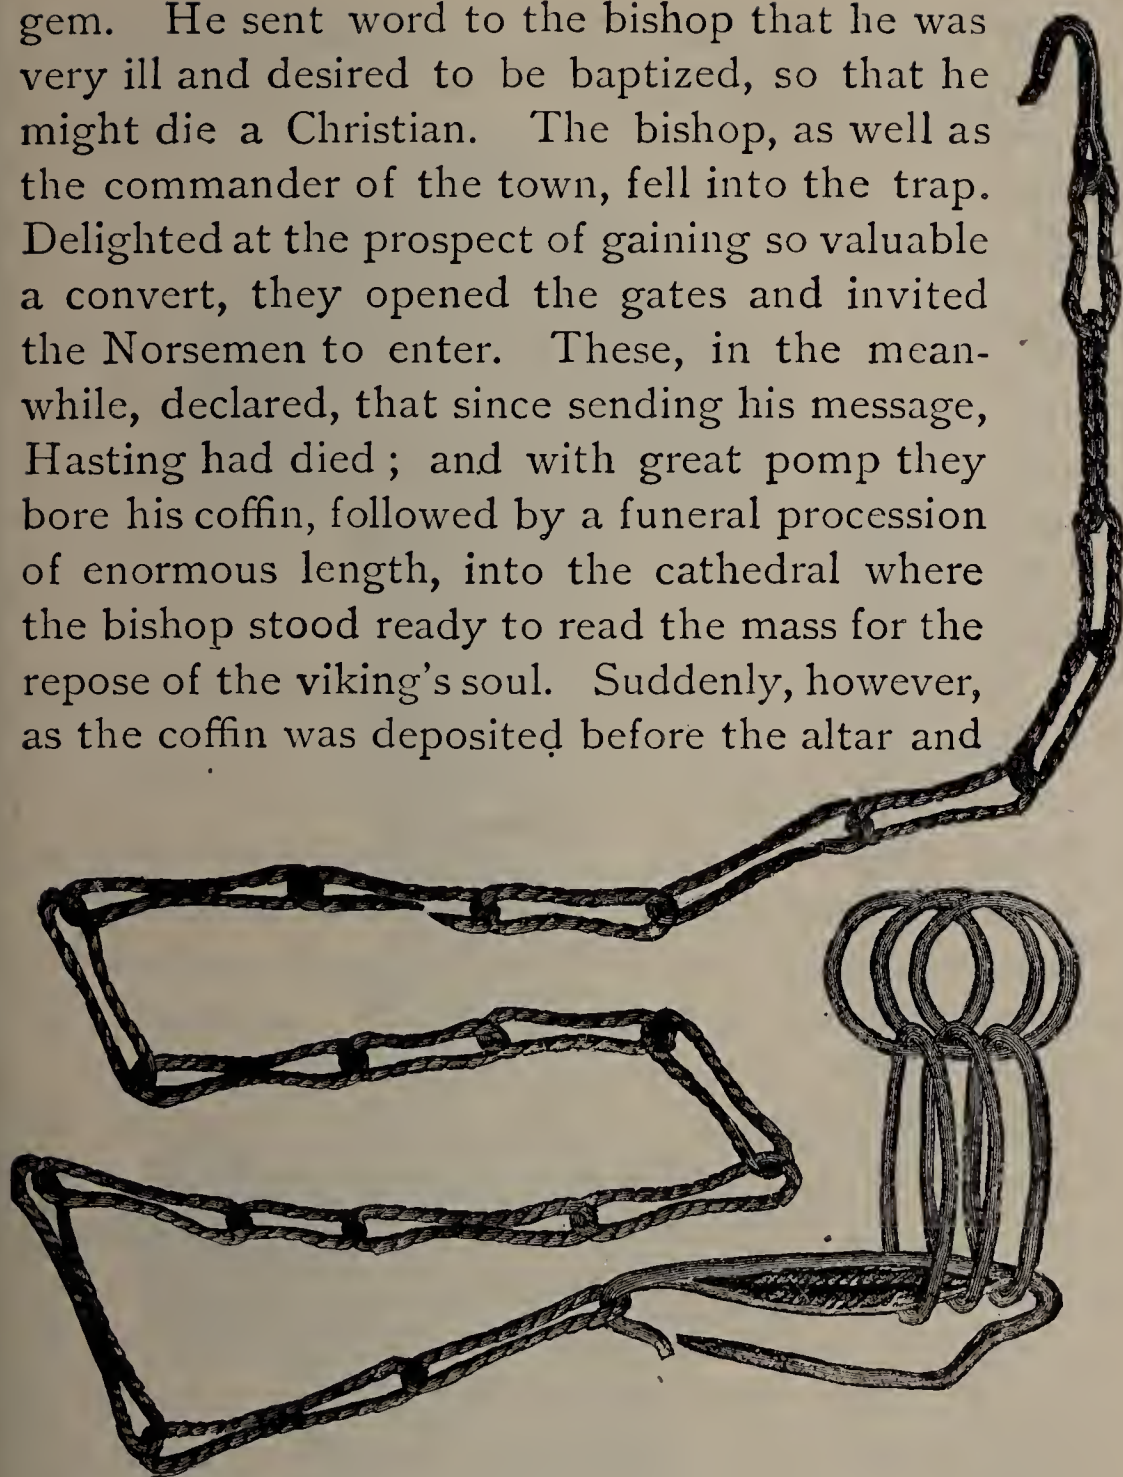 gem. He sent word to the bishop that he was
very ill and desired to be baptized, so that he
might die a Christian. The bishop, as well as
the commander of the town, fell into the trap.
Delighted at the prospect of gaining so valuable
a convert, they opened the gates and invited
the Norsemen to enter. These, in the mean-
while, declared, that since sending his message,
Hasting had died ; and with great pomp they
bore his coffin, followed by a funeral procession
of enormous length, into the cathedral where
the bishop stood ready to read the mass for the
repose of the viking's soul. Suddenly, however,
as the coffin was deposited before the altar and